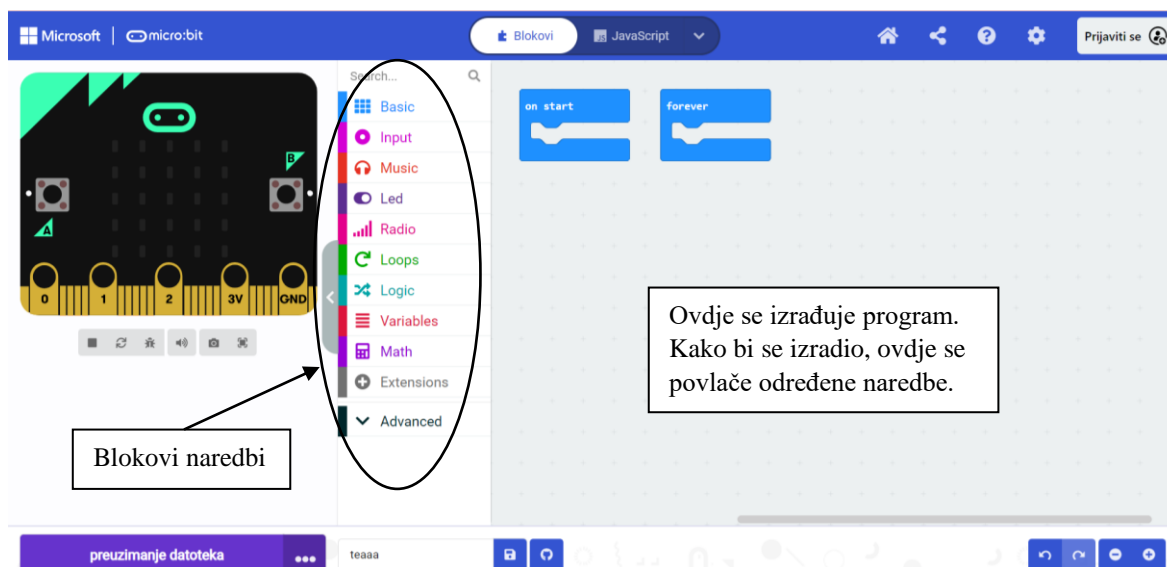 Microsoft micro:bit Blokovi JavaScript Prijaviti se
Search...
Basic
Input
Music
Led
Radio
Loops
Logic
Variables
Math
Extensions
Advanced
on start
forever
B
A
0 1 2 3V GND
Ovdje se izrađuje program.
Kako bi se izradio, ovdje se
povlače određene naredbe.
Blokovi naredbi
preuzimanje datoteka
teaaa